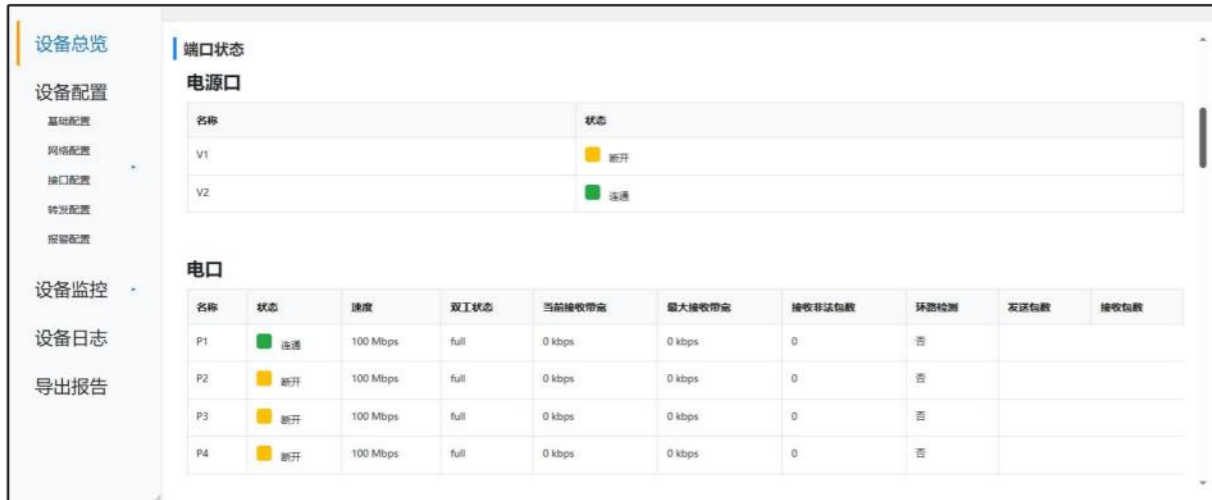 设备总览
设备配置
基础配置
网络配置
接口配置
转发配置
报警配置
设备监控
设备日志
导出报告
端口状态
电源口
名称 状态
V1 断开
V2 连通
电口
名称 状态 速度 双工状态 当前接收带宽 最大接收带宽 接收非法包数 环路检测 发送包数 接收包数
P1 连通 100 Mbps full 0 kbps 0 kbps 0 否
P2 断开 100 Mbps full 0 kbps 0 kbps 0 否
P3 断开 100 Mbps full 0 kbps 0 kbps 0 否
P4 断开 100 Mbps full 0 kbps 0 kbps 0 否